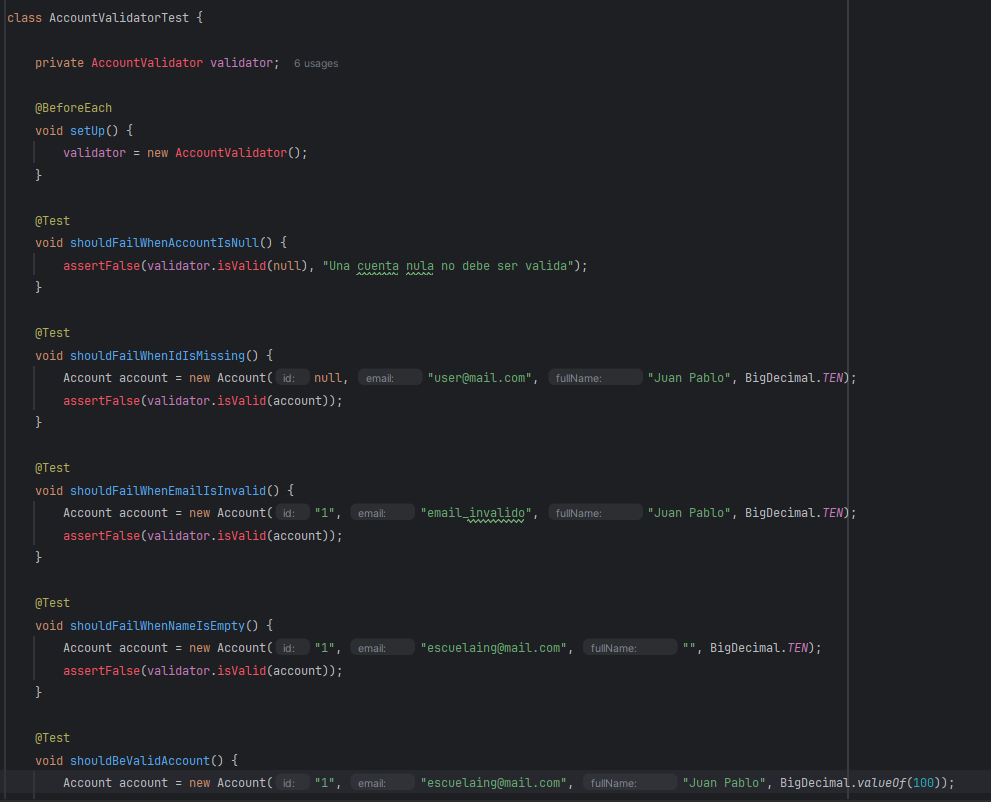 class AccountValidatorTest {
private AccountValidator validator; 6 usages
@BeforeEach
void setUp() {
validator = new AccountValidator();
}
@Test
void shouldFailWhenAccountIsNull() {
assertFalse(validator.isValid(null), "Una cuenta nula no debe ser valida");
}
@Test
void shouldFailWhenIdIsMissing() {
Account account = new Account( id: null, email: "user@mail.com", fullName: "Juan Pablo", BigDecimal.TEN);
assertFalse(validator.isValid(account));
}
@Test
void shouldFailWhenEmailIsInvalid() {
Account account = new Account( id: "1", email: "email_invalido", fullName: "Juan Pablo", BigDecimal.TEN);
assertFalse(validator.isValid(account));
}
@Test
void shouldFailWhenNameIsEmpty() {
Account account = new Account( id: "1", email: "escuelaing@mail.com", fullName: "", BigDecimal.TEN);
assertFalse(validator.isValid(account));
}
@Test
void shouldBeValidAccount() {
Account account = new Account( id: "1", email: "escuelaing@mail.com", fullName: "Juan Pablo", BigDecimal.valueOf(100));